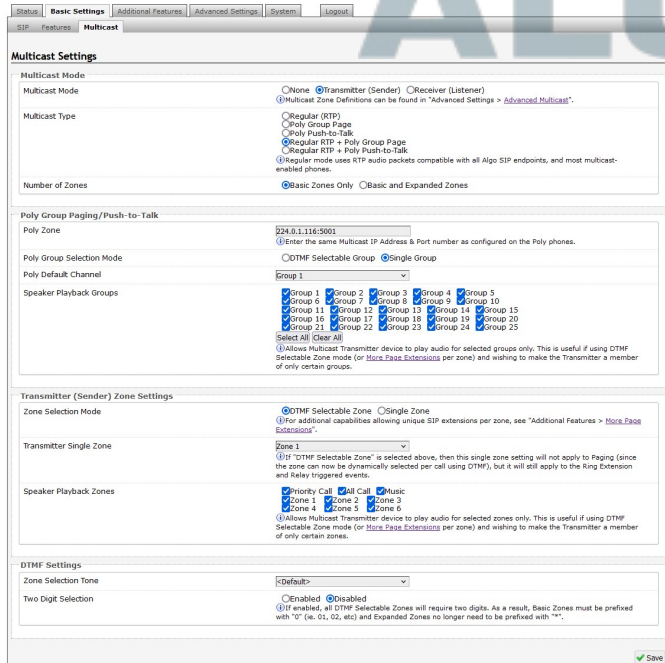 Status Basic Settings Additional Features Advanced Settings System Logout
SIP Features Multicast
Multicast Settings
Multicast Mode
Multicast Mode
None Transmitter (Sender) Receiver (Listener)
Multicast Zone Definitions can be found in "Advanced Settings > Advanced Multicast".
Multicast Type
Regular (RTP)
Poly Group Page
Poly Push-to-Talk
Regular RTP + Poly Group Page
Regular RTP + Poly Push-to-Talk
Regular mode uses RTP audio packets compatible with all Algo SIP endpoints, and most multicast-
enabled phones.
Number of Zones
Basic Zones Only Basic and Expanded Zones
Poly Group Paging/Push-to-Talk
Poly Zone
224.0.1.116:5001
Enter the same Multicast IP Address & Port number as configured on the Poly phones.
Poly Group Selection Mode
DTMF Selectable Group Single Group
Poly Default Channel
Group 1
Speaker Playback Groups
Group 1 Group 2 Group 3 Group 4 Group 5
Group 6 Group 7 Group 8 Group 9 Group 10
Group 11 Group 12 Group 13 Group 14 Group 15
Group 16 Group 17 Group 18 Group 19 Group 20
Group 21 Group 22 Group 23 Group 24 Group 25
Select All Clear All
Allows Multicast Transmitter device to play audio for selected groups only. This is useful if using DTMF
Selectable Zone mode (or More Page Extensions per zone) and wishing to make the Transmitter a member
of only certain groups.
Transmitter (Sender) Zone Settings
Zone Selection Mode
DTMF Selectable Zone Single Zone
For additional capabilities allowing unique SIP extensions per zone, see "Additional Features > More Page
Extensions".
Transmitter Single Zone
Zone 1
If "DTMF Selectable Zone" is selected above, then this single zone setting will not apply to Paging (since
the zone can now be dynamically selected per call using DTMF), but it will still apply to the Ring Extension
and Relay triggered events.
Speaker Playback Zones
Priority Call All Call Music
Zone 1 Zone 2 Zone 3
Zone 4 Zone 5 Zone 6
Allows Multicast Transmitter device to play audio for selected zones only. This is useful if using DTMF
Selectable Zone mode (or More Page Extensions per zone) and wishing to make the Transmitter a member
of only certain zones.
DTMF Settings
Zone Selection Tone
<Default>
Two Digit Selection
Enabled Disabled
If enabled, all DTMF Selectable Zones will require two digits. As a result, Basic Zones must be prefixed
with "0" (ie. 01, 02, etc) and Expanded Zones no longer need to be prefixed with "*".
Save